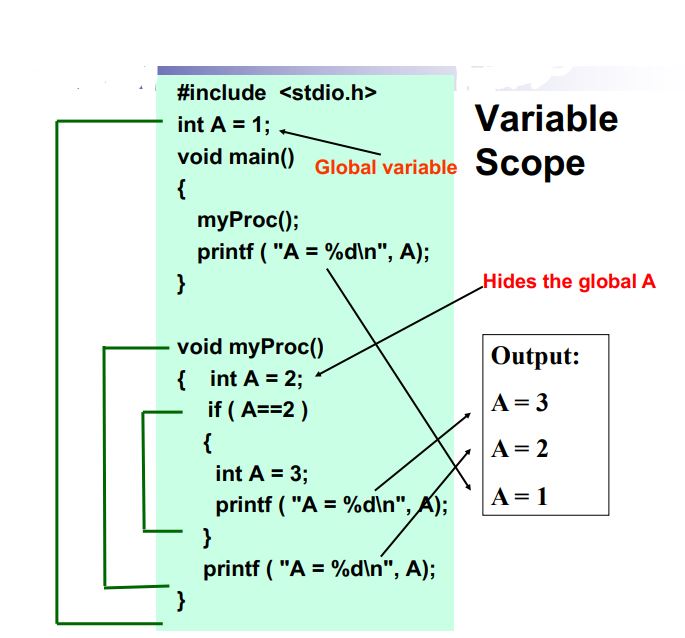 #include <stdio.h>
int A = 1;
void main()
Global variable
{
myProc();
printf ( "A = %d\n", A);
}
void myProc()
{ int A = 2;
if ( A==2 )
{
int A = 3;
printf ( "A = %d\n", A);
}
printf ( "A = %d\n", A);
}
Variable
Scope
Hides the global A
Output:
A = 3
A = 2
A = 1